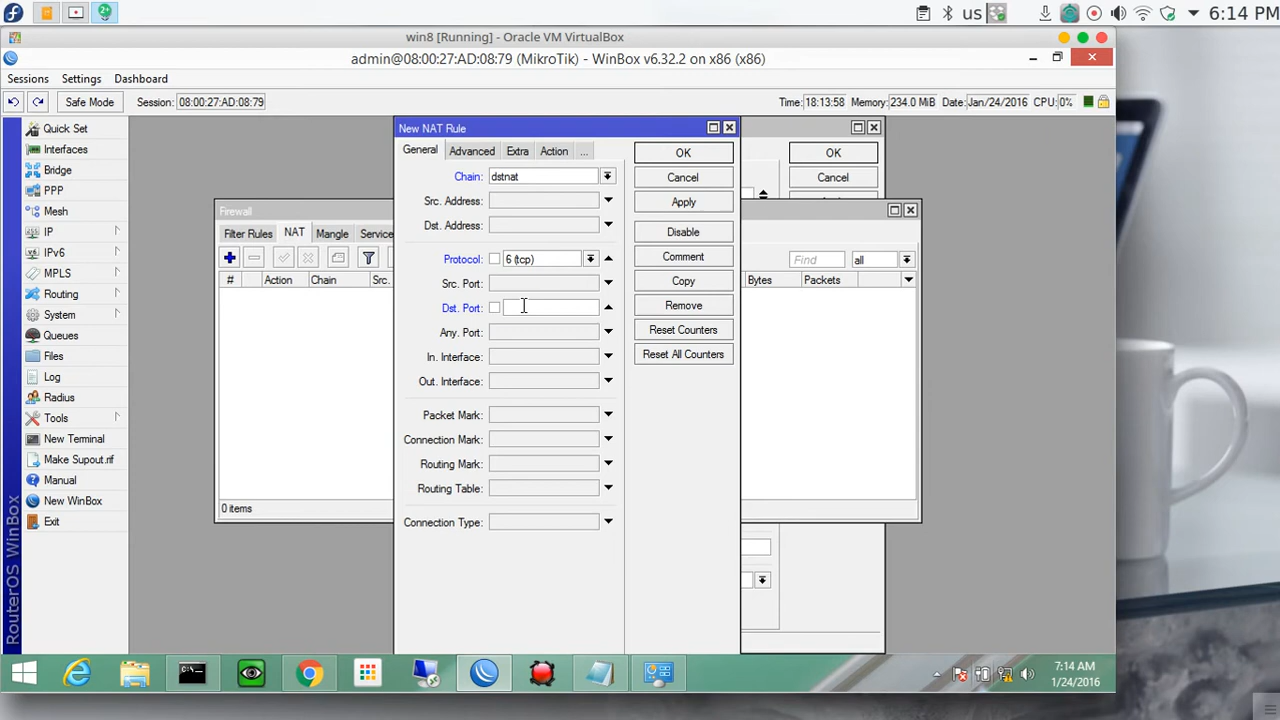 us
6:14 PM
win8 [Running] - Oracle VM VirtualBox
admin@08:00:27:AD:08:79 (MikroTik) - WinBox v6.32.2 on x86 (x86)
Sessions Settings Dashboard
Safe Mode Session: 08:00:27:AD:08:79 Time: 18:13:58 Memory: 234.0 MiB Date: Jan/24/2016 CPU: 0%
Quick Set
Interfaces
Bridge
PPP
Mesh
IP
IPv6
MPLS
Routing
System
Queues
Files
Log
Radius
Tools
New Terminal
Make Supout.rif
Manual
New WinBox
Exit
RouterOS WinBox
Firewall
Filter Rules NAT Mangle Service
# Action Chain Src.
0 items
New NAT Rule
General Advanced Extra Action ...
Chain: dstnat
Src. Address:
Dst. Address:
Protocol: 6 (tcp)
Src. Port:
Dst. Port:
Any. Port:
In. Interface:
Out. Interface:
Packet Mark:
Connection Mark:
Routing Mark:
Routing Table:
Connection Type:
OK
Cancel
Apply
Disable
Comment
Copy
Remove
Reset Counters
Reset All Counters
OK
Cancel
Find all
Bytes Packets
7:14 AM
1/24/2016